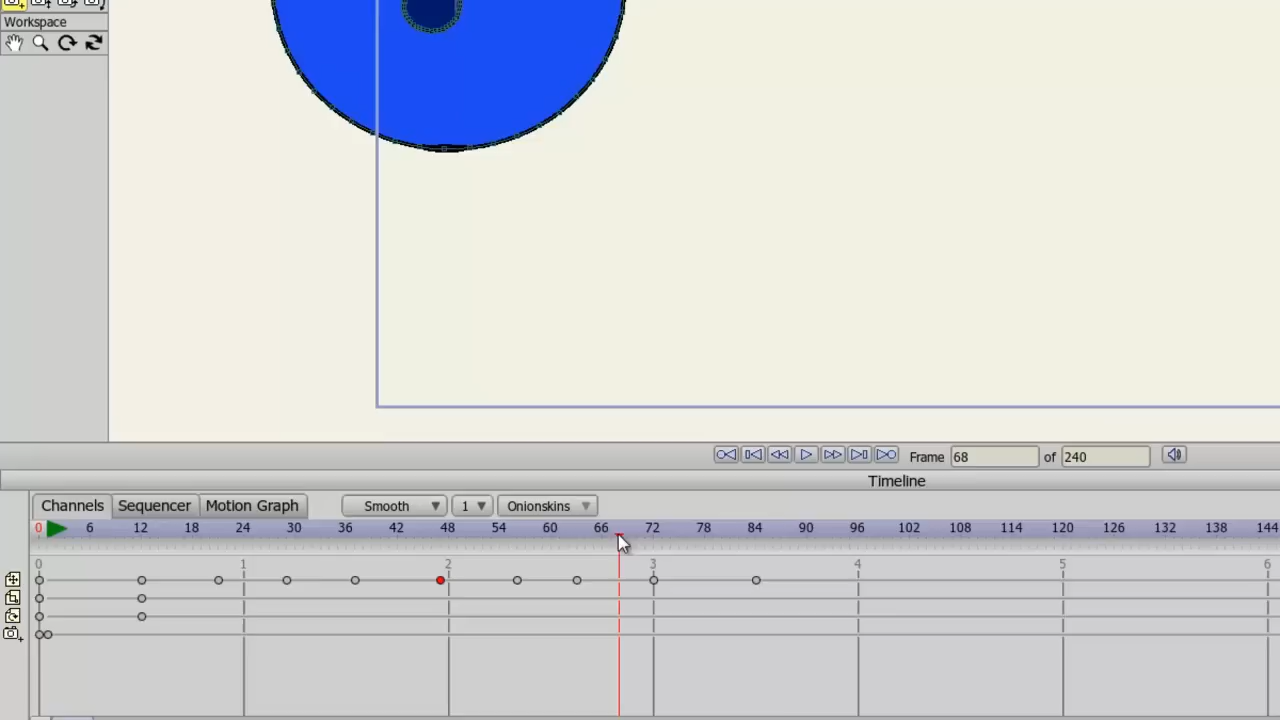 Workspace
Frame 68 of 240
Timeline
Channels Sequencer Motion Graph Smooth 1 Onionskins
0 6 12 18 24 30 36 42 48 54 60 66 72 78 84 90 96 102 108 114 120 126 132 138 144
0 1 2 3 4 5 6